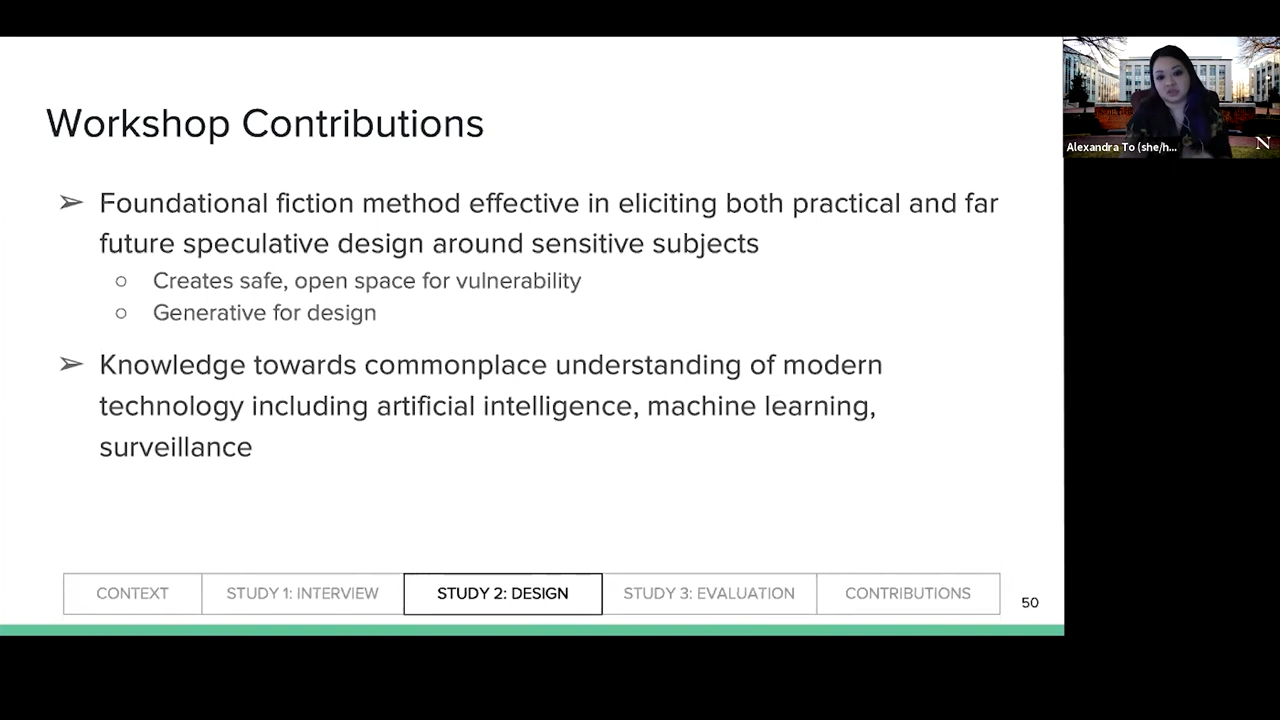 Workshop Contributions
➢ Foundational fiction method effective in eliciting both practical and far
future speculative design around sensitive subjects
○ Creates safe, open space for vulnerability
○ Generative for design
➢ Knowledge towards commonplace understanding of modern
technology including artificial intelligence, machine learning,
surveillance
CONTEXT
STUDY 1: INTERVIEW
STUDY 2: DESIGN
STUDY 3: EVALUATION
CONTRIBUTIONS
50
Alexandra To (she/h...
N